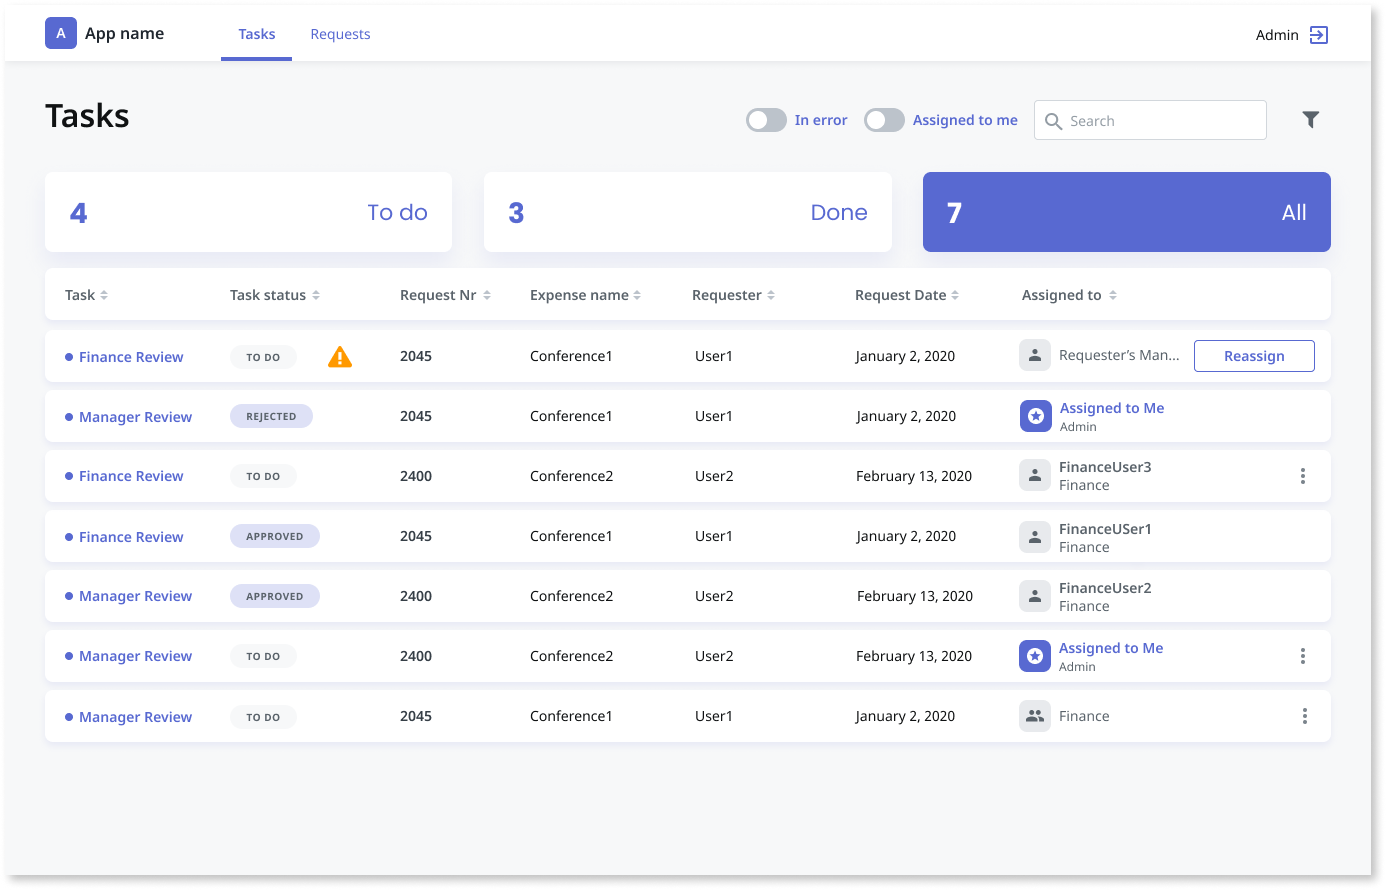 A App name Tasks Requests Admin
Tasks In error Assigned to me Search
4 To do 3 Done 7 All
Task Task status Request Nr Expense name Requester Request Date Assigned to
Finance Review TO DO 2045 Conference1 User1 January 2, 2020 Requester's Man... Reassign
Manager Review REJECTED 2045 Conference1 User1 January 2, 2020 Assigned to Me
Admin
Finance Review TO DO 2400 Conference2 User2 February 13, 2020 FinanceUser3
Finance
Finance Review APPROVED 2045 Conference1 User1 January 2, 2020 FinanceUSer1
Finance
Manager Review APPROVED 2400 Conference2 User2 February 13, 2020 FinanceUser2
Finance
Manager Review TO DO 2400 Conference2 User2 February 13, 2020 Assigned to Me
Admin
Manager Review TO DO 2045 Conference1 User1 January 2, 2020 Finance